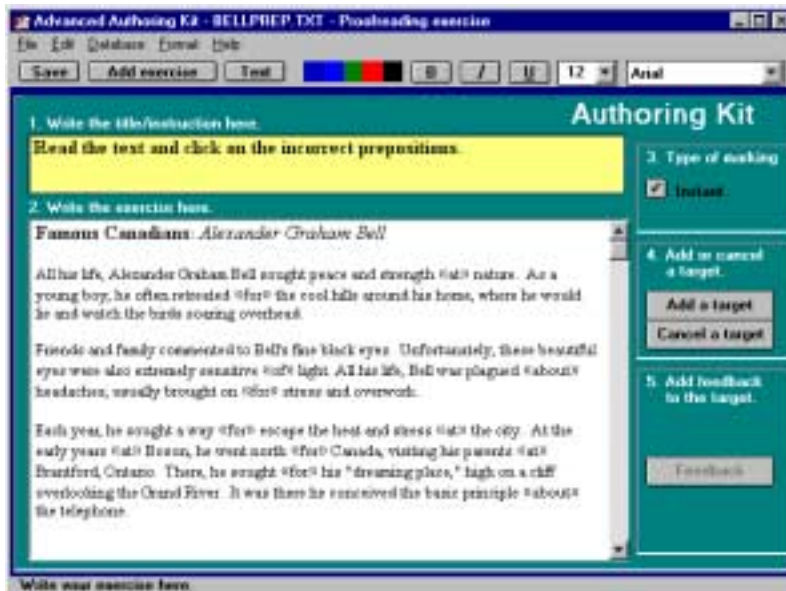 Advanced Authoring Kit - BELLPREP.TXT - Proofreading exercise
File Edit Database Format Help
Save Add exercise Test B I U 12 Arial
Authoring Kit
1. Write the title/instruction here.
Read the text and click on the incorrect prepositions.
3. Type of marking
Instant
2. Write the exercise here.
Famous Canadians: Alexander Graham Bell
All his life, Alexander Graham Bell sought peace and strength «at» nature. As a
young boy, he often retreated «for» the cool hills around his home, where he would
lie and watch the birds soaring overhead.
Friends and family commented to Bell's fine black eyes. Unfortunately, these beautiful
eyes were also extremely sensitive «of» light. All his life, Bell was plagued «about»
headaches, usually brought on «for» stress and overwork.
Each year, he sought a way «for» escape the heat and stress «at» the city. At the
early years «at» Boston, he went north «for» Canada, visiting his parents «at»
Brantford, Ontario. There, he sought «for» his "dreaming place," high on a cliff
overlooking the Grand River. It was there he conceived the basic principle «about»
the telephone.
4. Add or cancel
a target.
Add a target
Cancel a target
5. Add feedback
to the target.
Feedback
Write your exercise here.